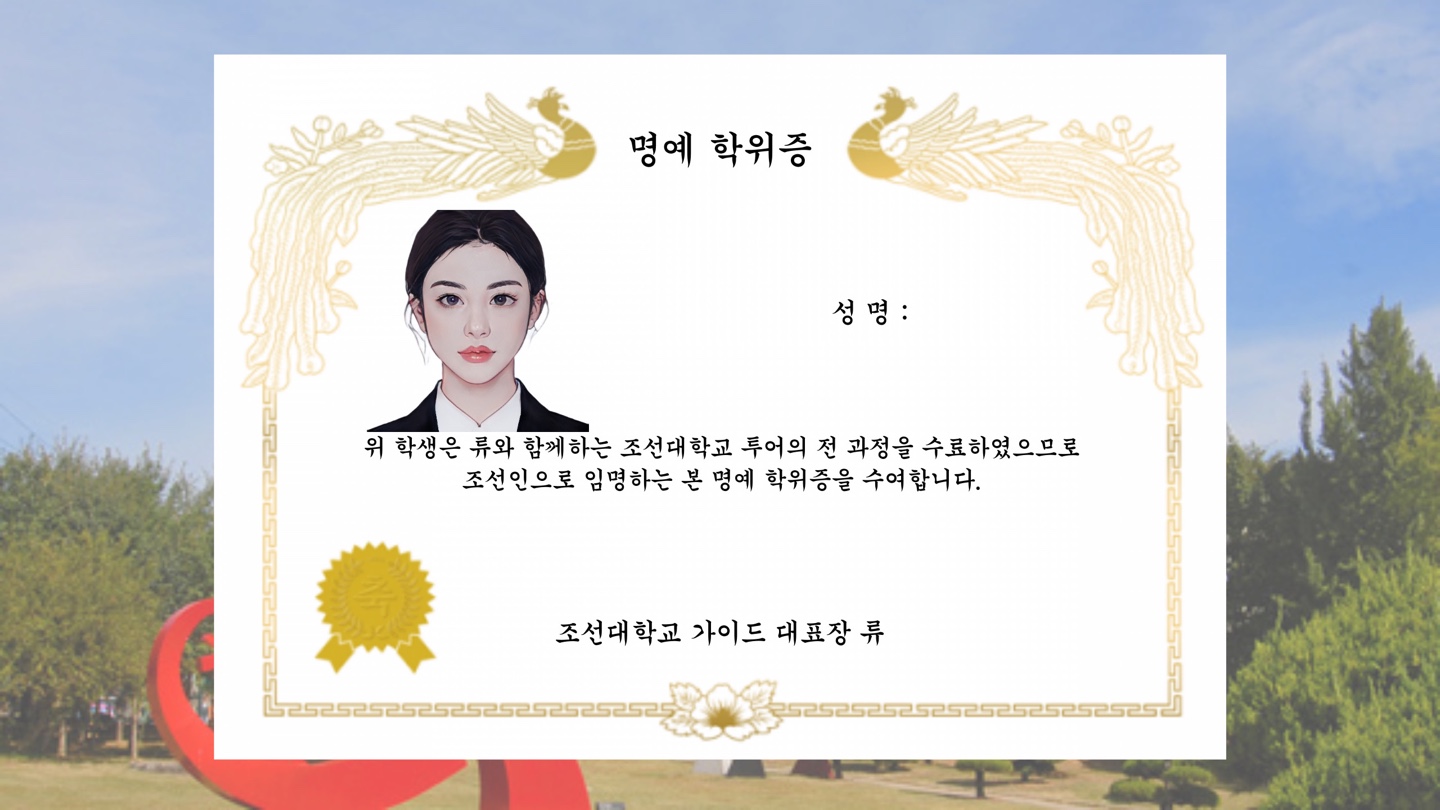 명예 학위증
성 명 :
위 학생은 류와 함께하는 조선대학교 투어의 전 과정을 수료하였으므로
조선인으로 임명하는 본 명예 학위증을 수여합니다.
축
조선대학교 가이드 대표장 류